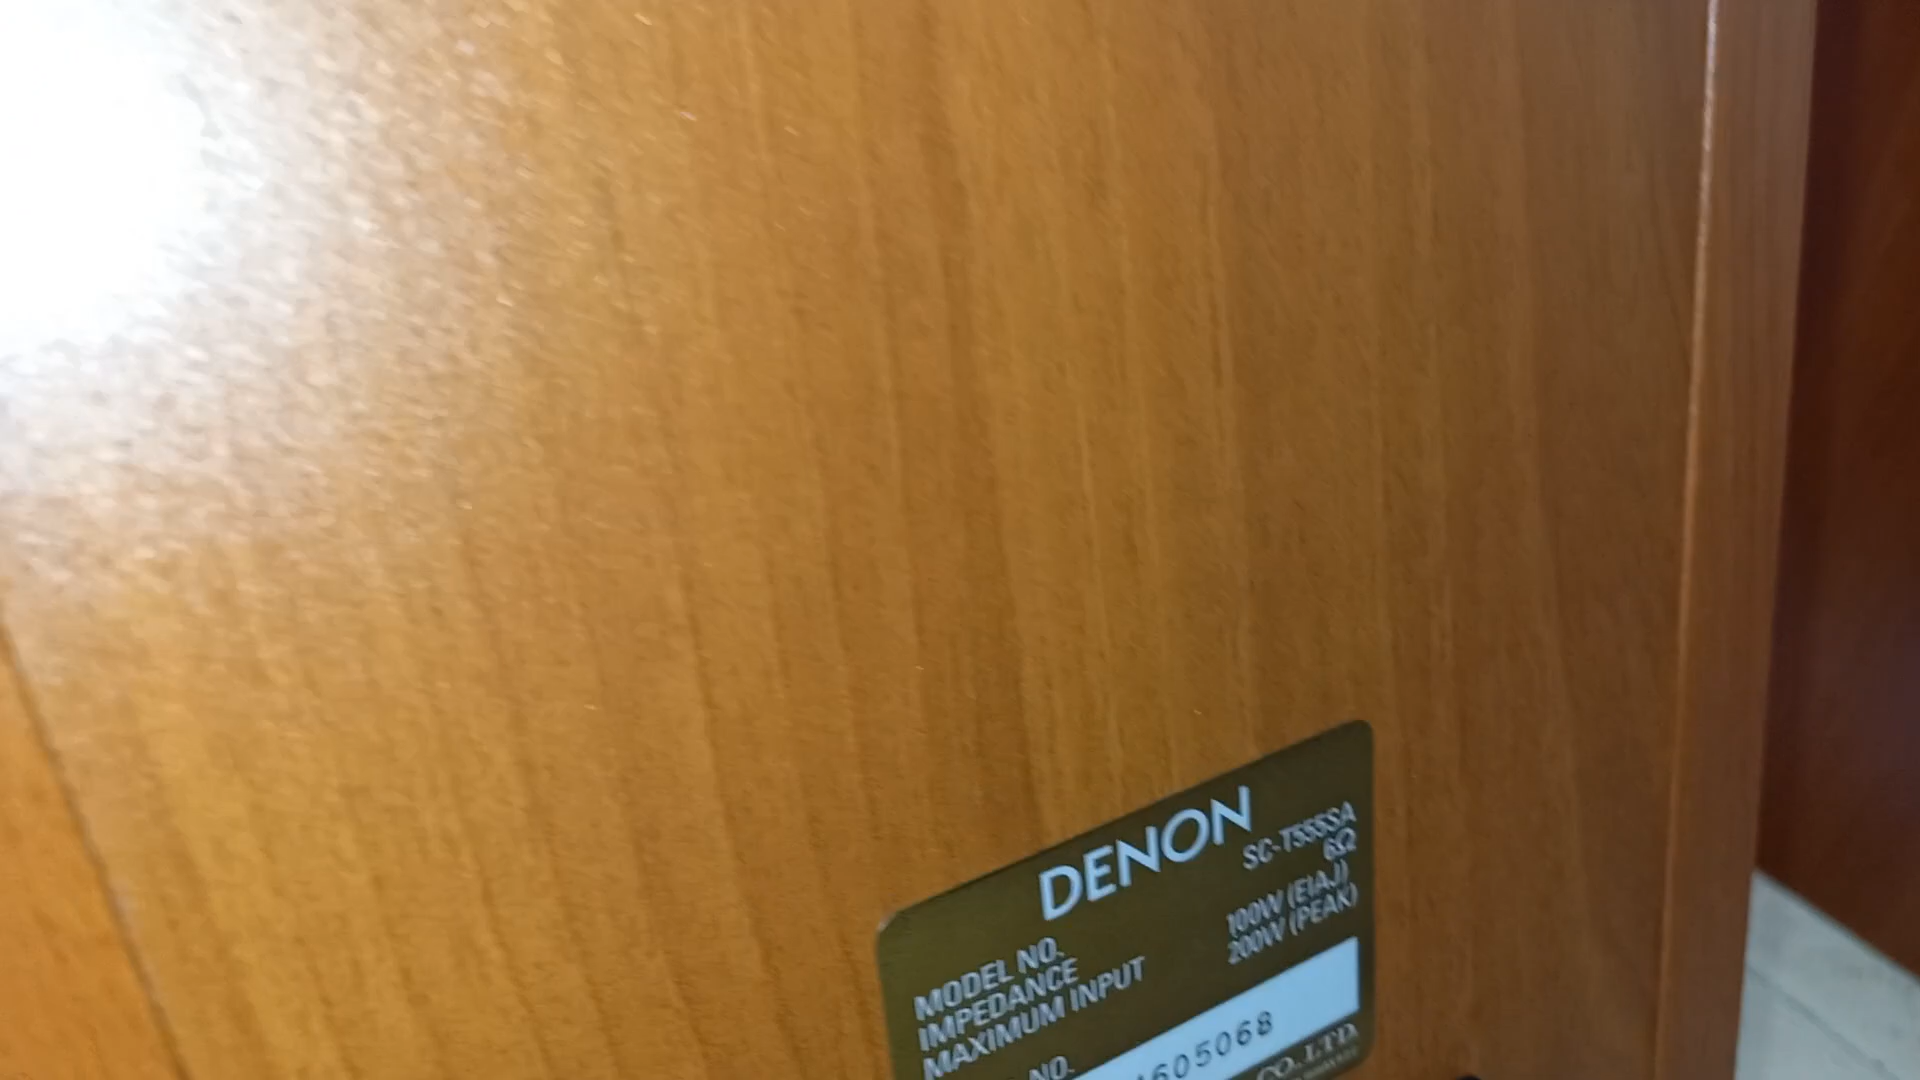 DENON
MODEL NO. SC-T555SA
IMPEDANCE 6Ω
MAXIMUM INPUT 100W (EIAJ)
200W (PEAK)
NO. 605068
CO., LTD.